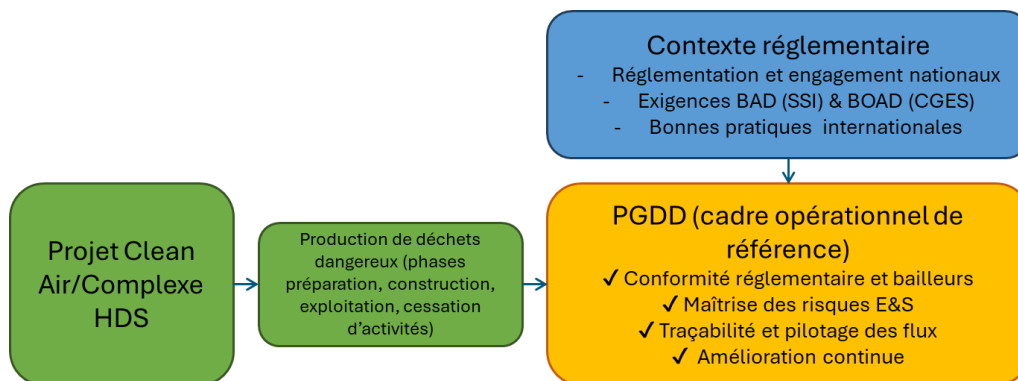 Contexte réglementaire
- Réglementation et engagement nationaux
- Exigences BAD (SSI) & BOAD (CGES)
- Bonnes pratiques internationales
Projet Clean
Air/Complexe
HDS
Production de déchets
dangereux (phases
préparation, construction,
exploitation, cessation
d'activités)
PGDD (cadre opérationnel de
référence)
✓ Conformité réglementaire et bailleurs
✓ Maîtrise des risques E&S
✓ Traçabilité et pilotage des flux
✓ Amélioration continue